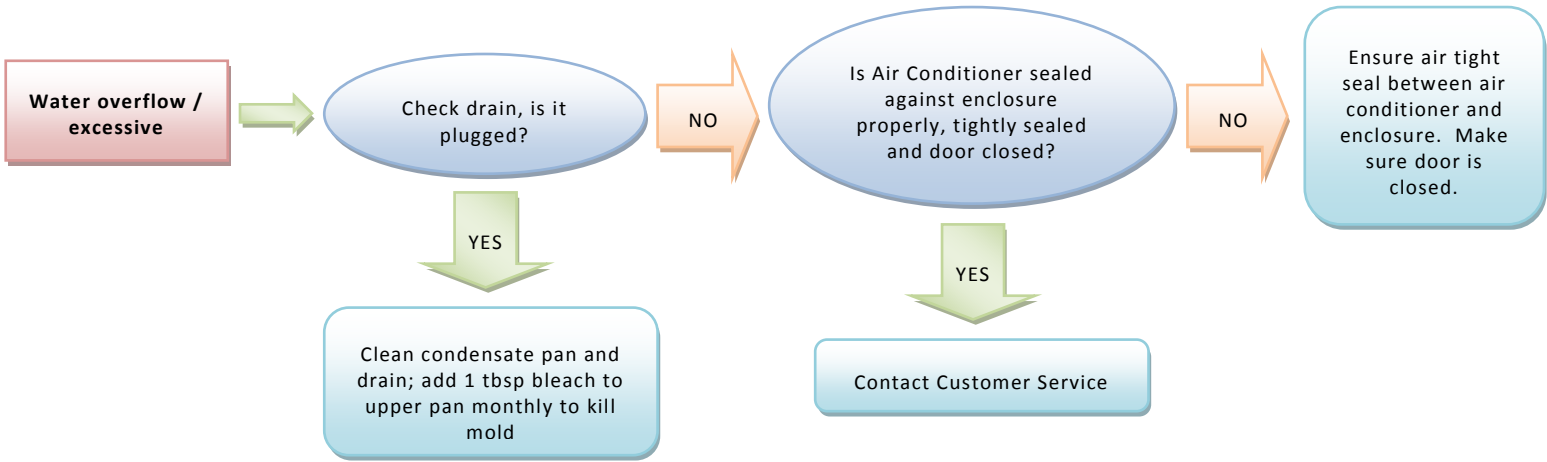 Water overflow /
excessive
Check drain, is it
plugged?
NO
Is Air Conditioner sealed
against enclosure
properly, tightly sealed
and door closed?
NO
Ensure air tight
seal between air
conditioner and
enclosure.  Make
sure door is
closed.
YES
Clean condensate pan and
drain; add 1 tbsp bleach to
upper pan monthly to kill
mold
YES
Contact Customer Service